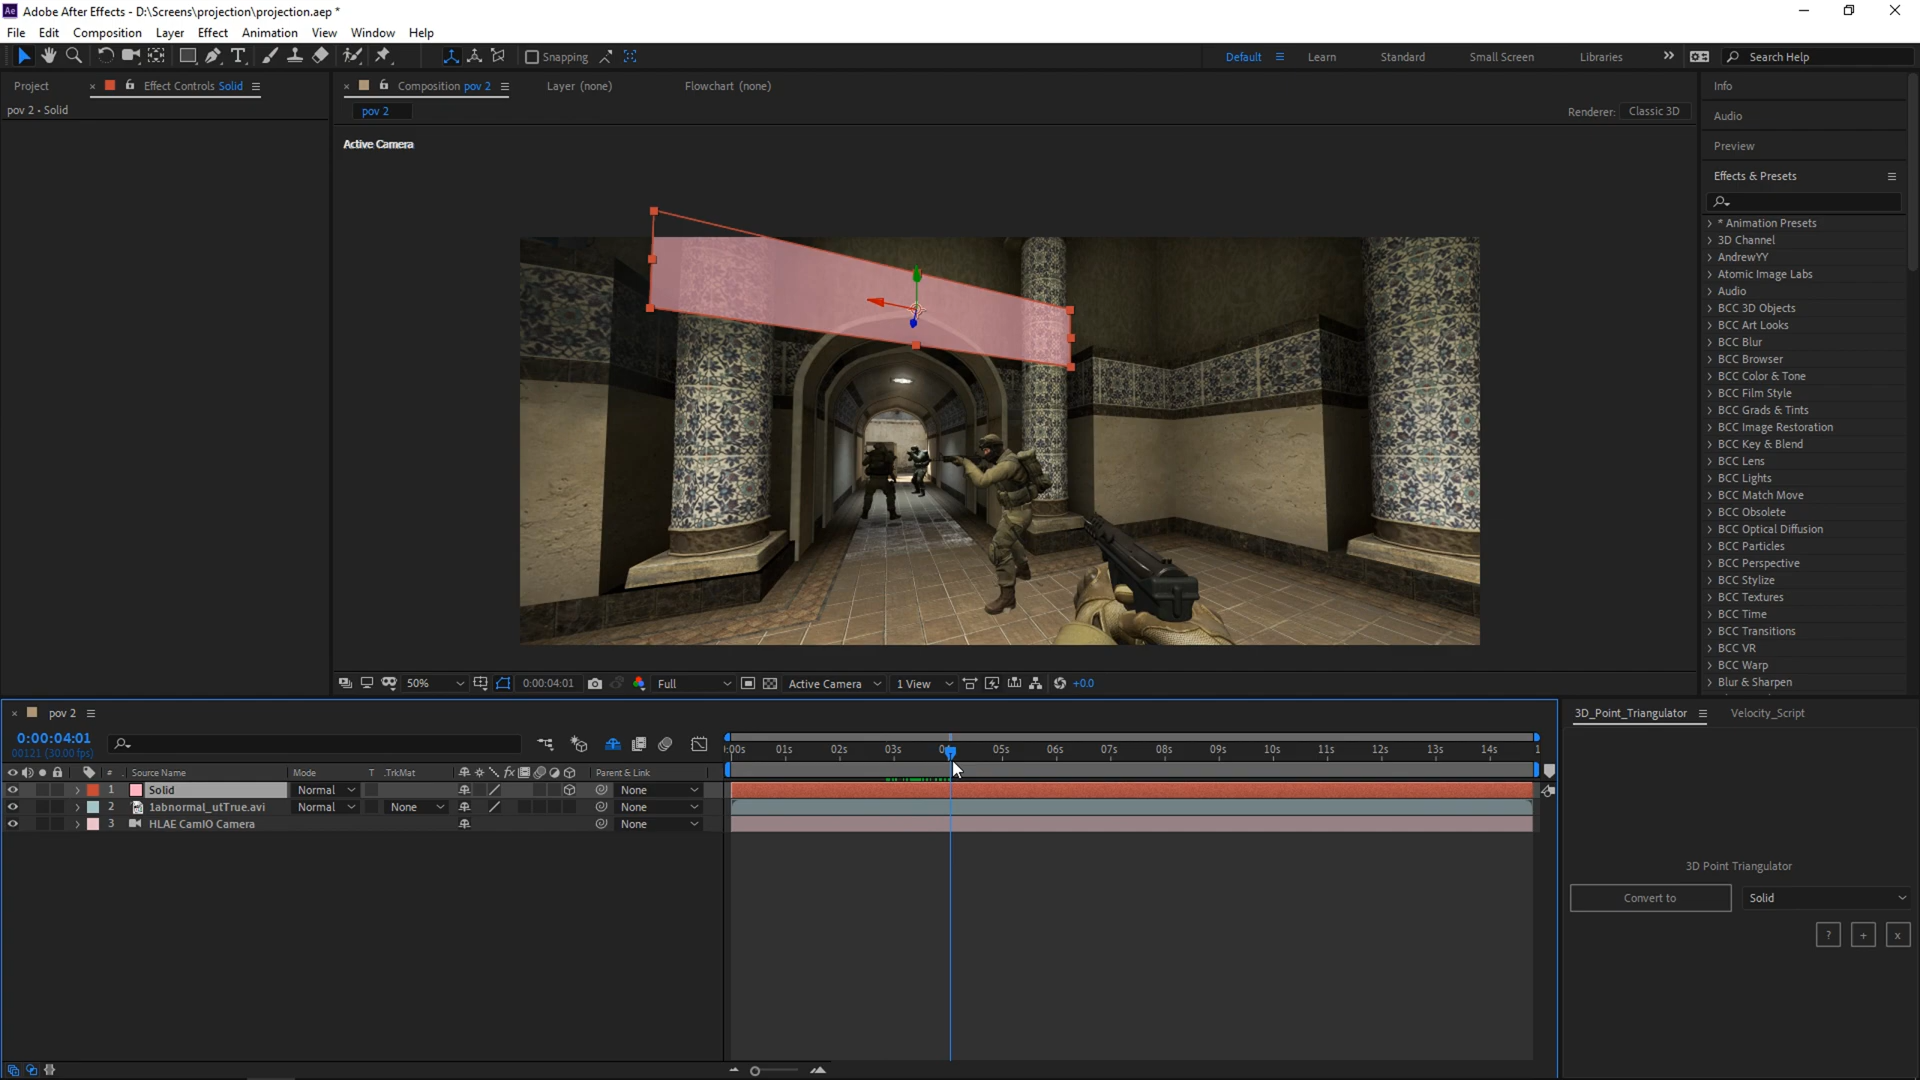 Ae Adobe After Effects - D:\Screens\projection\projection.aep *
File Edit Composition Layer Effect Animation View Window Help
Snapping
Default Learn Standard Small Screen Libraries Search Help
Project Effect Controls Solid
pov 2 • Solid
Composition pov 2 Layer (none) Flowchart (none)
pov 2
Renderer: Classic 3D
Active Camera
50% 0:00:04:01 Full Active Camera 1 View +0.0
Info
Audio
Preview
Effects & Presets
* Animation Presets
3D Channel
AndrewYY
Atomic Image Labs
Audio
BCC 3D Objects
BCC Art Looks
BCC Blur
BCC Browser
BCC Color & Tone
BCC Film Style
BCC Grads & Tints
BCC Image Restoration
BCC Key & Blend
BCC Lens
BCC Lights
BCC Match Move
BCC Obsolete
BCC Optical Diffusion
BCC Particles
BCC Perspective
BCC Stylize
BCC Textures
BCC Time
BCC Transitions
BCC VR
BCC Warp
Blur & Sharpen
pov 2
0:00:04:01
00121 (30.00 fps)
:00s 01s 02s 03s 05s 06s 07s 08s 09s 10s 11s 12s 13s 14s 1
# Source Name Mode T .TrkMat fx Parent & Link
1 Solid Normal None
2 1abnormal_utTrue.avi Normal None None
3 HLAE CamIO Camera None
3D_Point_Triangulator Velocity_Script
3D Point Triangulator
Convert to Solid
? + x